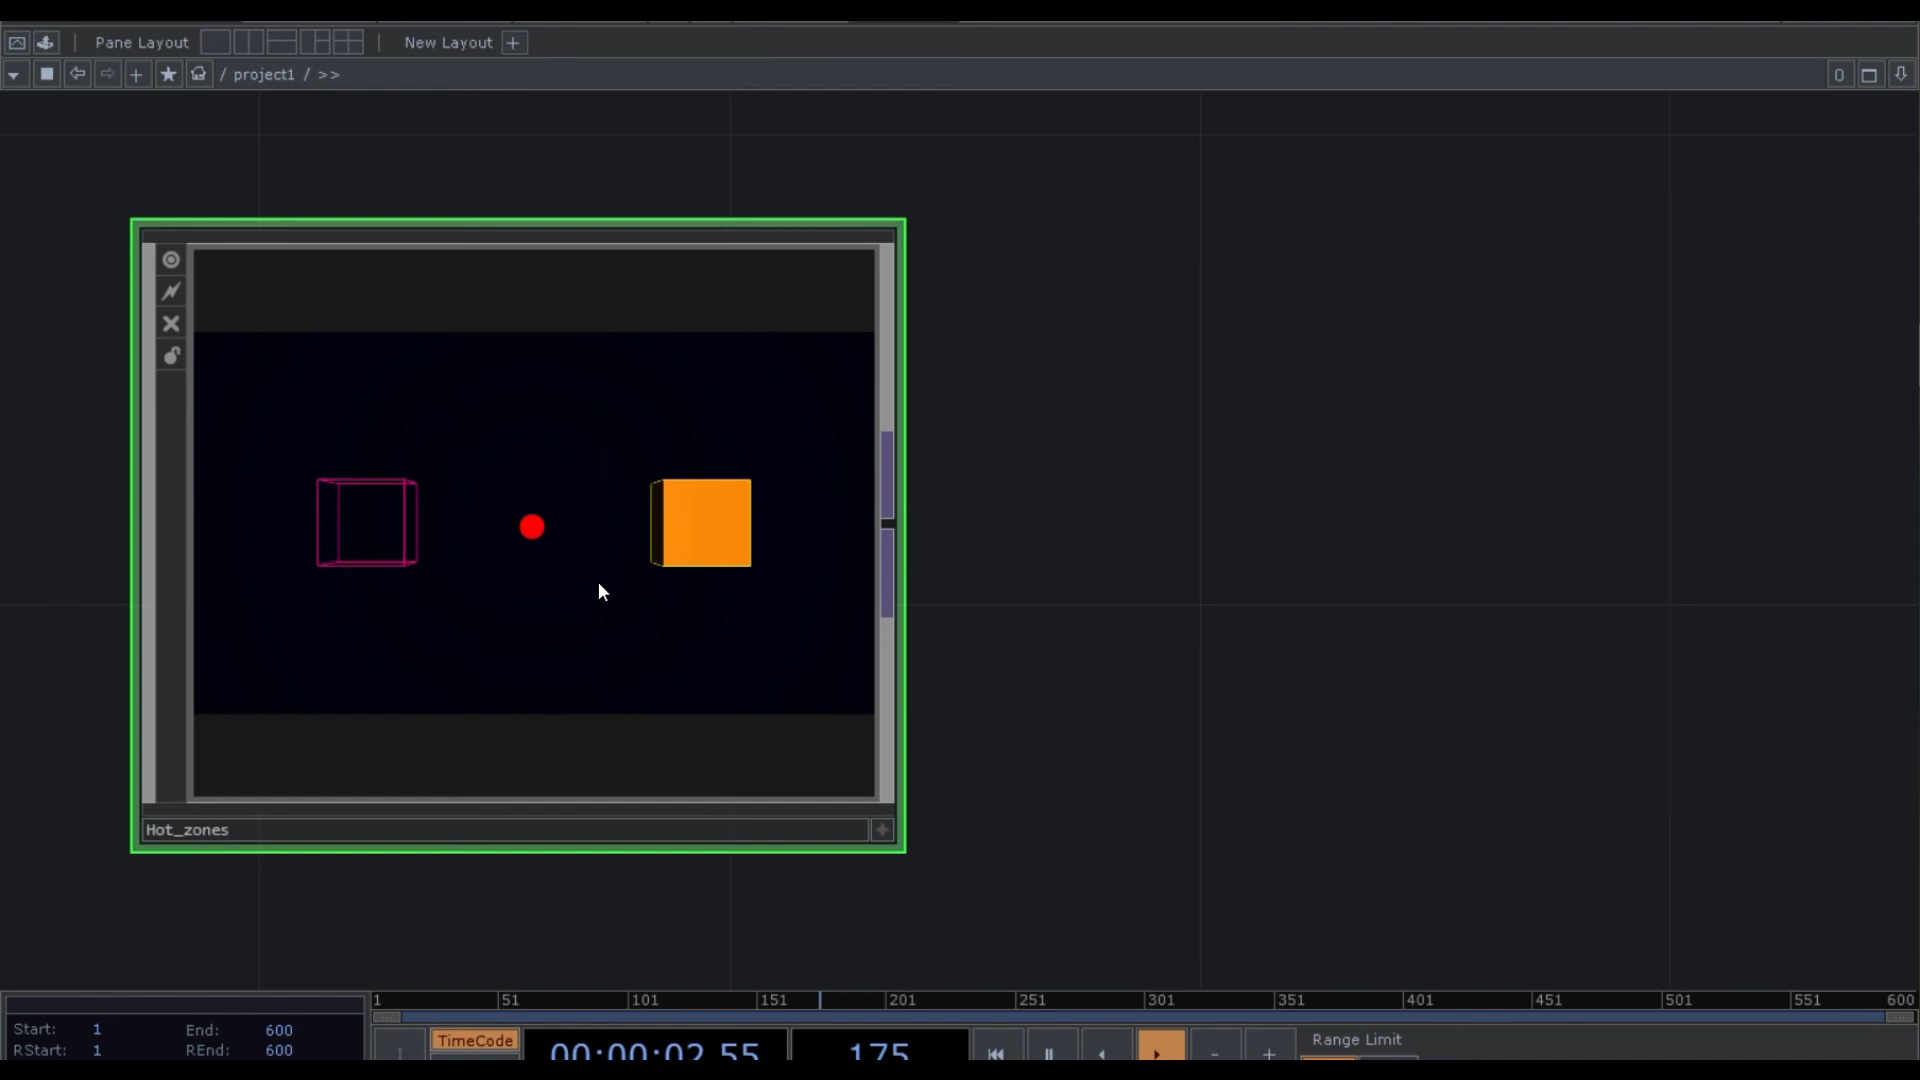 Pane Layout New Layout +
/ project1 / >> 0
Hot_zones
1 51 101 151 201 251 301 351 401 451 501 551 600
Start: 1 End: 600
RStart: 1 REnd: 600
TimeCode 00:00:02.55 175 - + Range Limit